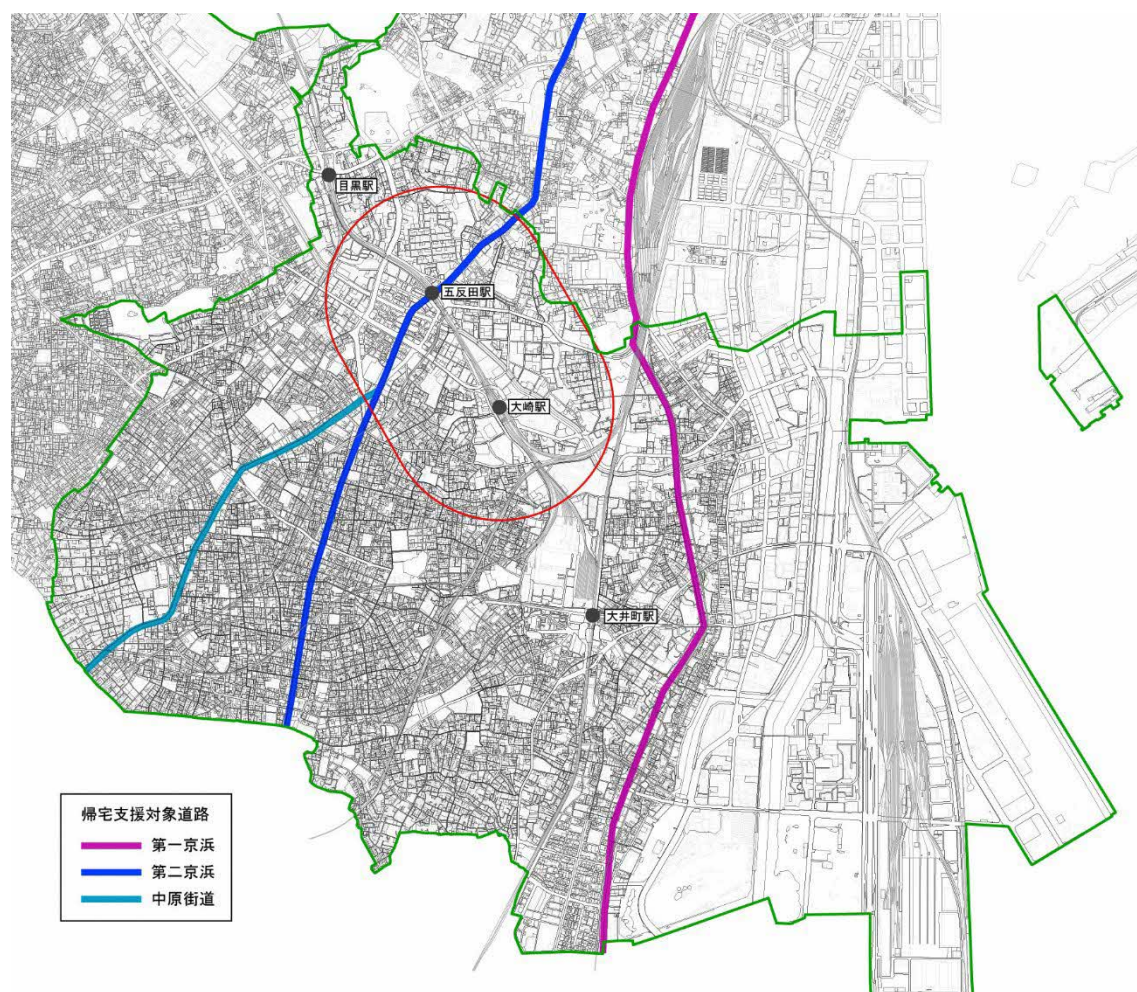 目黒駅
五反田駅
大崎駅
大井町駅
帰宅支援対象道路
第一京浜
第二京浜
中原街道